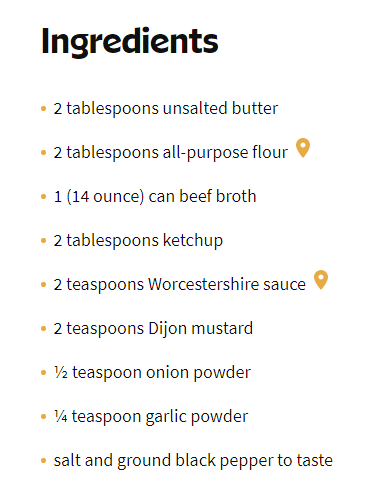 Ingredients
2 tablespoons unsalted butter
2 tablespoons all-purpose flour
1 (14 ounce) can beef broth
2 tablespoons ketchup
2 teaspoons Worcestershire sauce
2 teaspoons Dijon mustard
½ teaspoon onion powder
¼ teaspoon garlic powder
salt and ground black pepper to taste